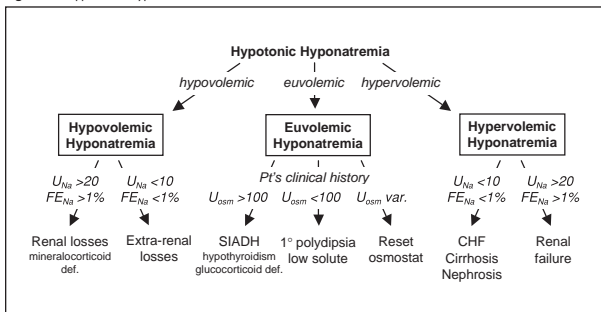 Hypotonic Hyponatremia
hypovolemic euvolemic hypervolemic
Hypovolemic Hyponatremia
Euvolemic Hyponatremia
Hypervolemic Hyponatremia
Pt's clinical history
UNa >20 FENa >1%
UNa <10 FENa <1%
Uosm >100 Uosm <100 Uosm var.
UNa <10 FENa <1%
UNa >20 FENa >1%
Renal losses
mineralocorticoid
def.
Extra-renal
losses
SIADH
hypothyroidism
glucocorticoid def.
1° polydipsia
low solute
Reset
osmostat
CHF
Cirrhosis
Nephrosis
Renal
failure